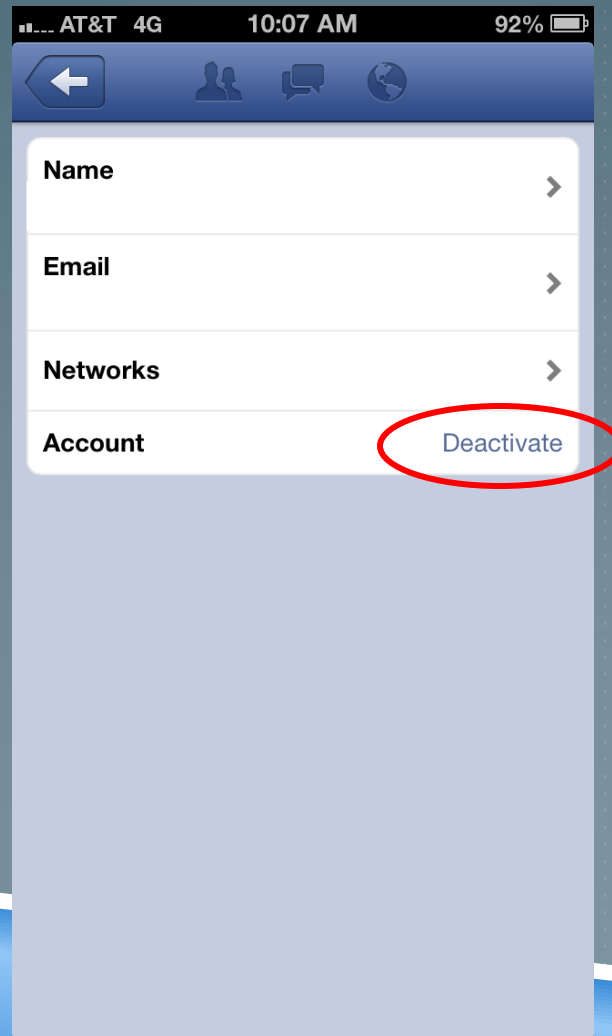 AT&T 4G 10:07 AM 92%
Name
Email
Networks
Account Deactivate